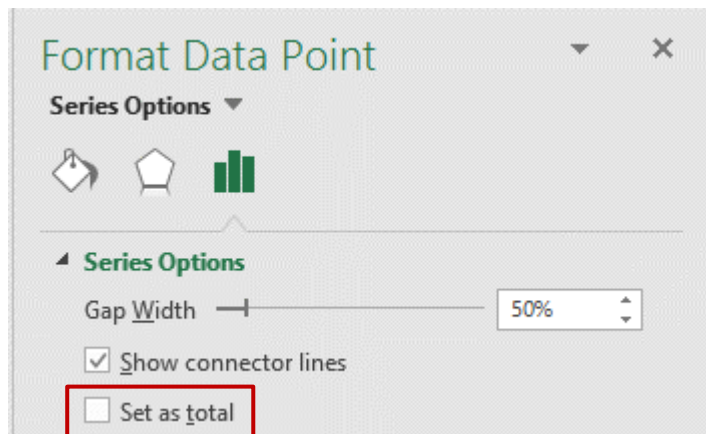 Format Data Point
Series Options
Series Options
Gap Width 50%
Show connector lines
Set as total